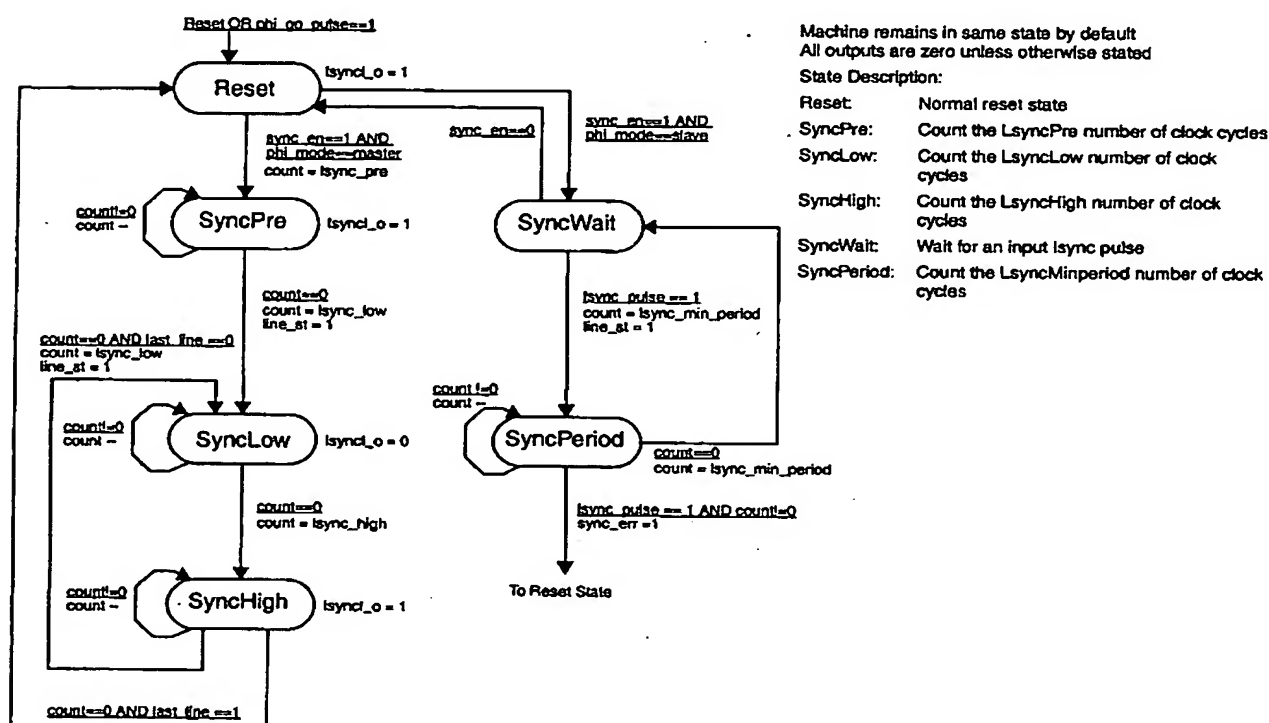 Reset OR phi_go_pulse==1
Reset
lsyncl_o = 1
sync_en==1 AND
phi_mode==master
count = lsync_pre
sync_en==0
sync_en==1 AND
phi_mode==slave
count!=0
count --
SyncPre
lsyncl_o = 1
SyncWait
count==0
count = lsync_low
line_st = 1
lsync_pulse == 1
count = lsync_min_period
line_st = 1
count==0 AND last_line ==0
count = lsync_low
line_st = 1
count!=0
count --
SyncLow
lsyncl_o = 0
count !=0
count --
SyncPeriod
count==0
count = lsync_min_period
count==0
count = lsync_high
lsync_pulse == 1 AND count!=0
sync_err =1
To Reset State
count!=0
count --
SyncHigh
lsyncl_o = 1
count==0 AND last_line ==1
Machine remains in same state by default
All outputs are zero unless otherwise stated
State Description:
Reset: Normal reset state
SyncPre: Count the LsyncPre number of clock cycles
SyncLow: Count the LsyncLow number of clock
cycles
SyncHigh: Count the LsyncHigh number of clock
cycles
SyncWait: Wait for an input lsync pulse
SyncPeriod: Count the LsyncMinperiod number of clock
cycles